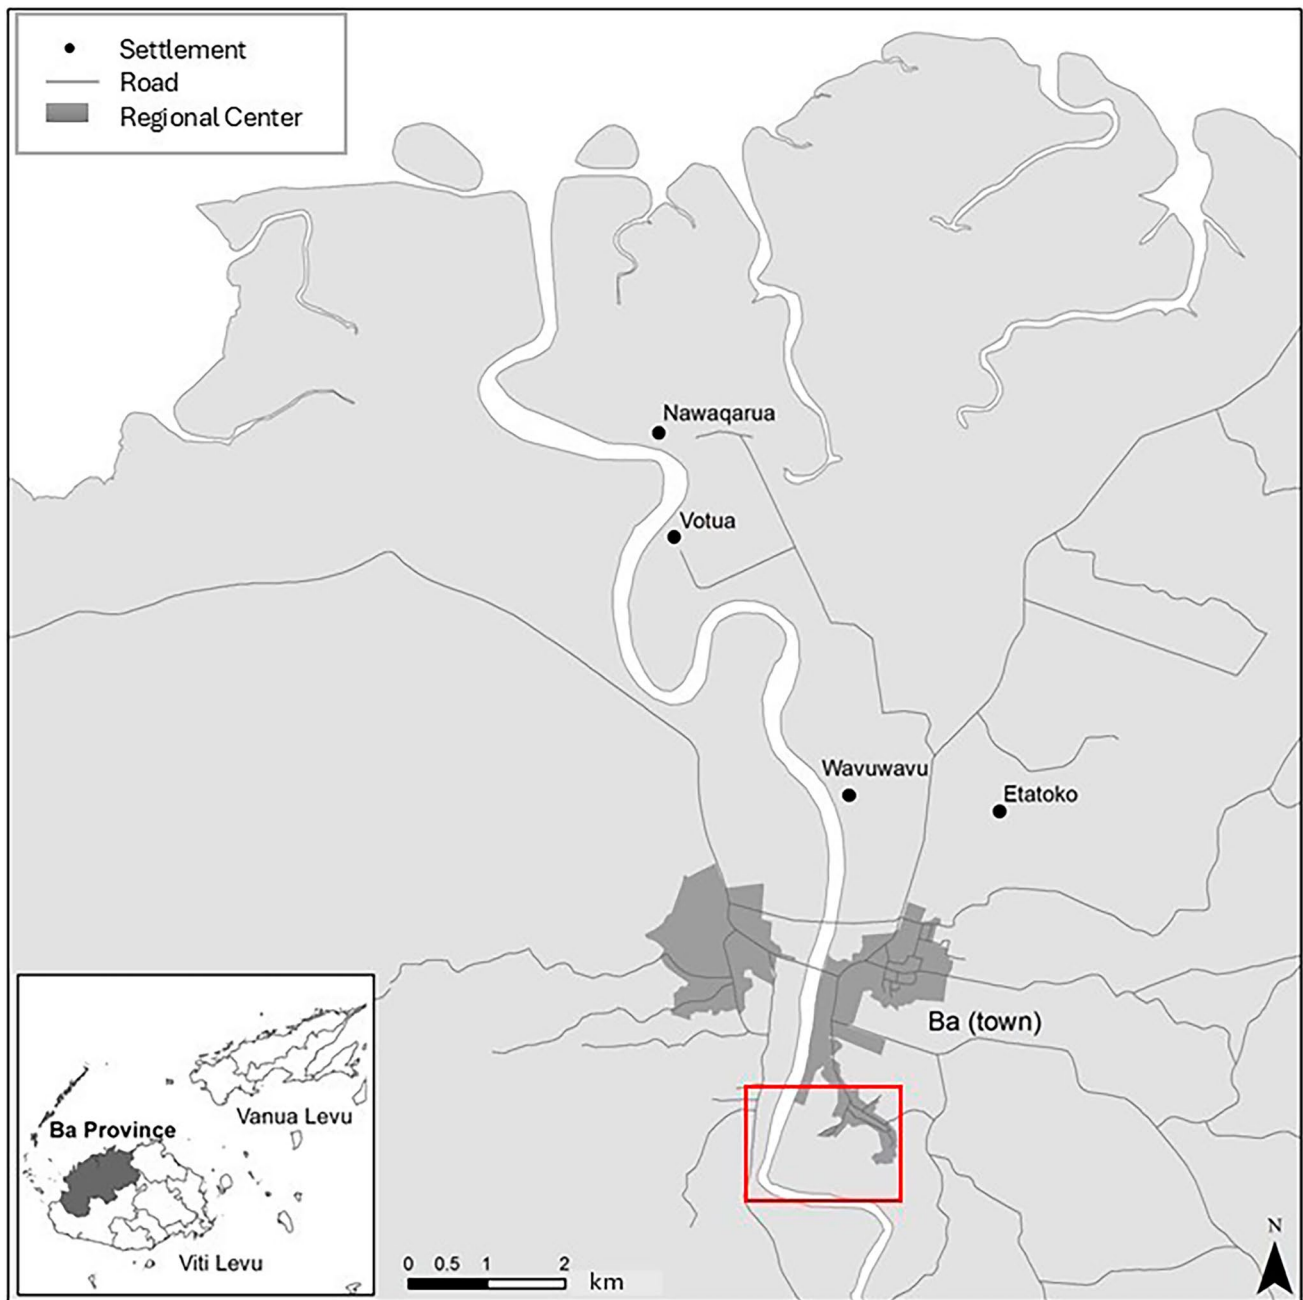 Settlement
Road
Regional Center
Nawaqarua
Votua
Wavuwavu
Etatoko
Ba (town)
Vanua Levu
Ba Province
Viti Levu
0 0.5 1 2
km
N